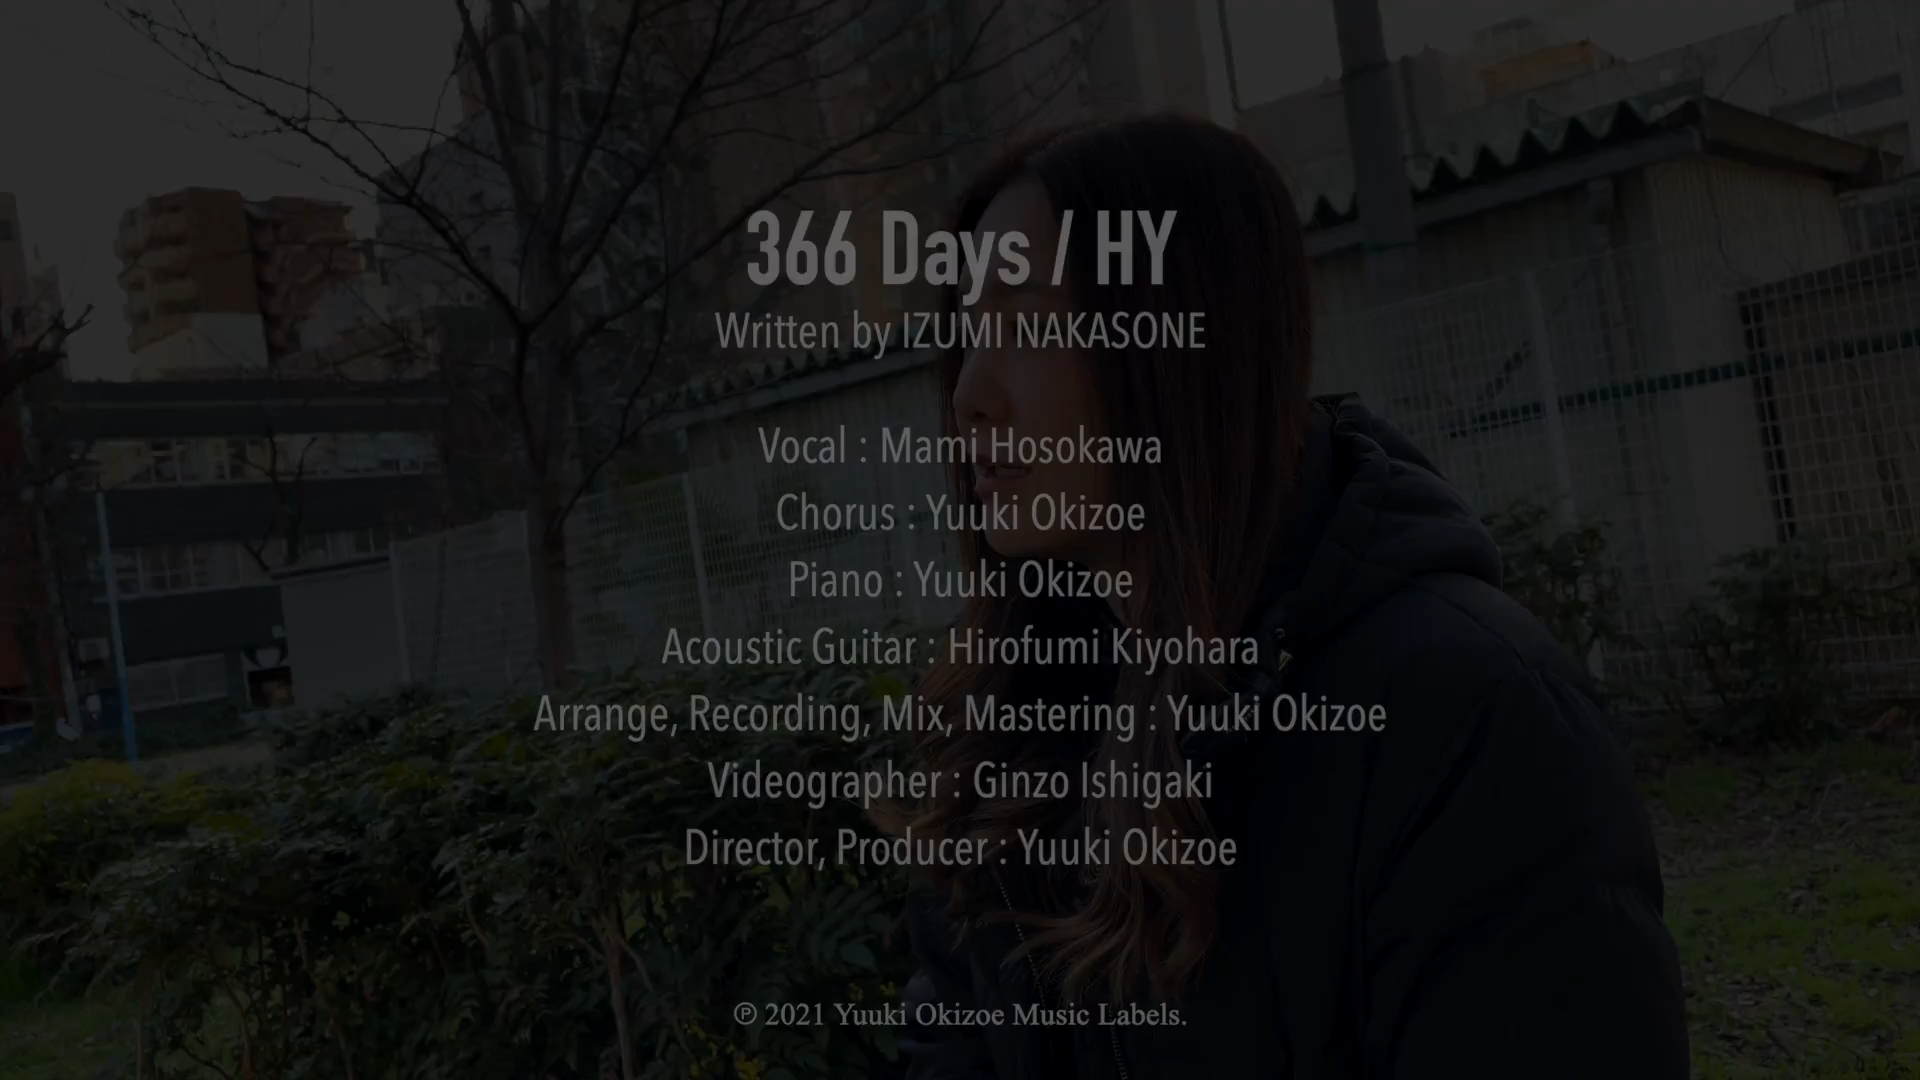 366 Days / HY
Written by IZUMI NAKASONE
Vocal : Mami Hosokawa
Chorus : Yuuki Okizoe
Piano : Yuuki Okizoe
Acoustic Guitar : Hirofumi Kiyohara
Arrange, Recording, Mix, Mastering : Yuuki Okizoe
Videographer : Ginzo Ishigaki
Director, Producer : Yuuki Okizoe
℗ 2021 Yuuki Okizoe Music Labels.